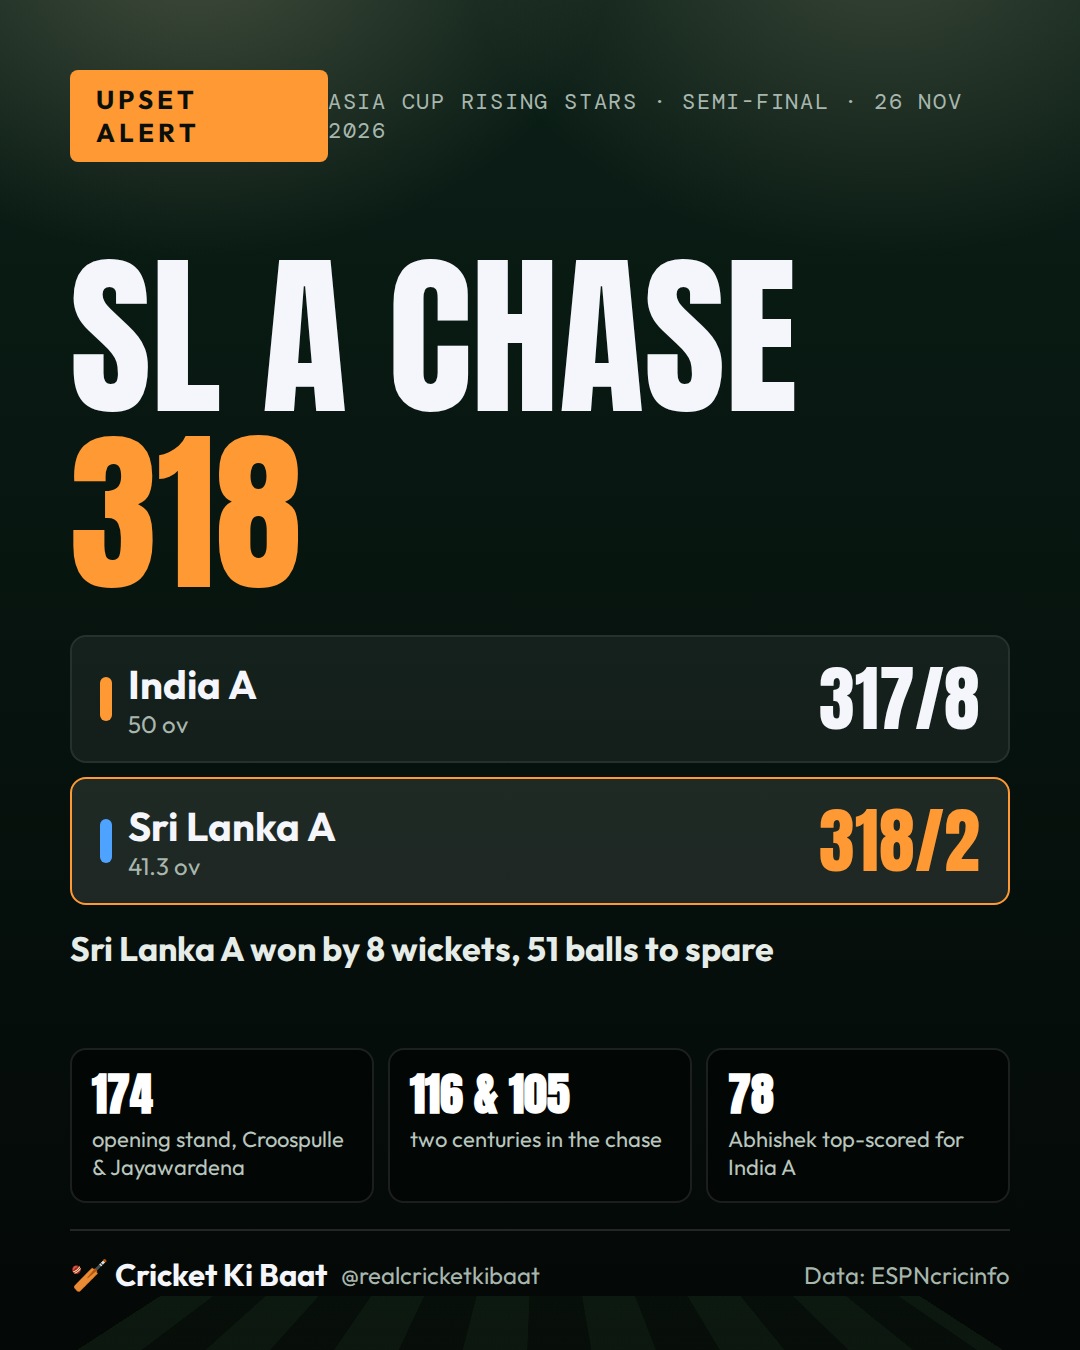 UPSET
ALERT
ASIA CUP RISING STARS · SEMI-FINAL · 26 NOV
2026
SL A CHASE
318
India A
50 ov
317/8
Sri Lanka A
41.3 ov
318/2
Sri Lanka A won by 8 wickets, 51 balls to spare
174
opening stand, Croospulle
& Jayawardena
116 & 105
two centuries in the chase
78
Abhishek top-scored for
India A
Cricket Ki Baat @realcricketkibaat
Data: ESPNcricinfo